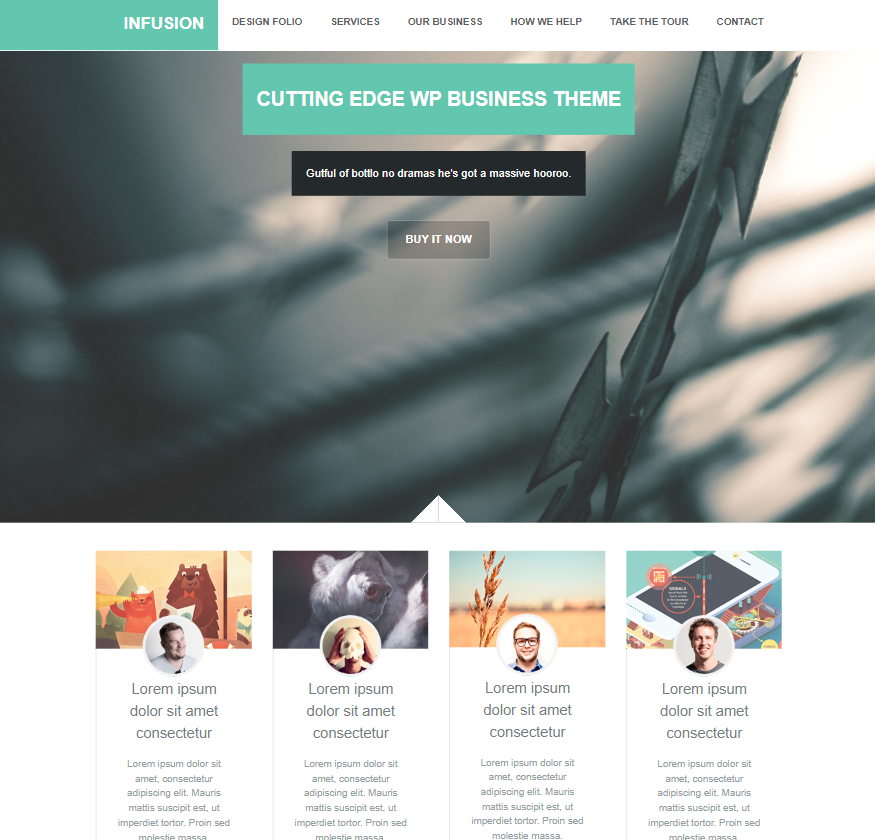 INFUSION
DESIGN FOLIO
SERVICES
OUR BUSINESS
HOW WE HELP
TAKE THE TOUR
CONTACT
CUTTING EDGE WP BUSINESS THEME
Gutful of bottlo no dramas he's got a massive hooroo.
BUY IT NOW
SIGNALS
Lorem ipsum
dolor sit amet
consectetur
Lorem ipsum dolor sit
amet, consectetur
adipiscing elit. Mauris
mattis suscipit est, ut
imperdiet tortor. Proin sed
molestie massa.
Lorem ipsum
dolor sit amet
consectetur
Lorem ipsum dolor sit
amet, consectetur
adipiscing elit. Mauris
mattis suscipit est, ut
imperdiet tortor. Proin sed
molestie massa.
Lorem ipsum
dolor sit amet
consectetur
Lorem ipsum dolor sit
amet, consectetur
adipiscing elit. Mauris
mattis suscipit est, ut
imperdiet tortor. Proin sed
molestie massa.
Lorem ipsum
dolor sit amet
consectetur
Lorem ipsum dolor sit
amet, consectetur
adipiscing elit. Mauris
mattis suscipit est, ut
imperdiet tortor. Proin sed
molestie massa.